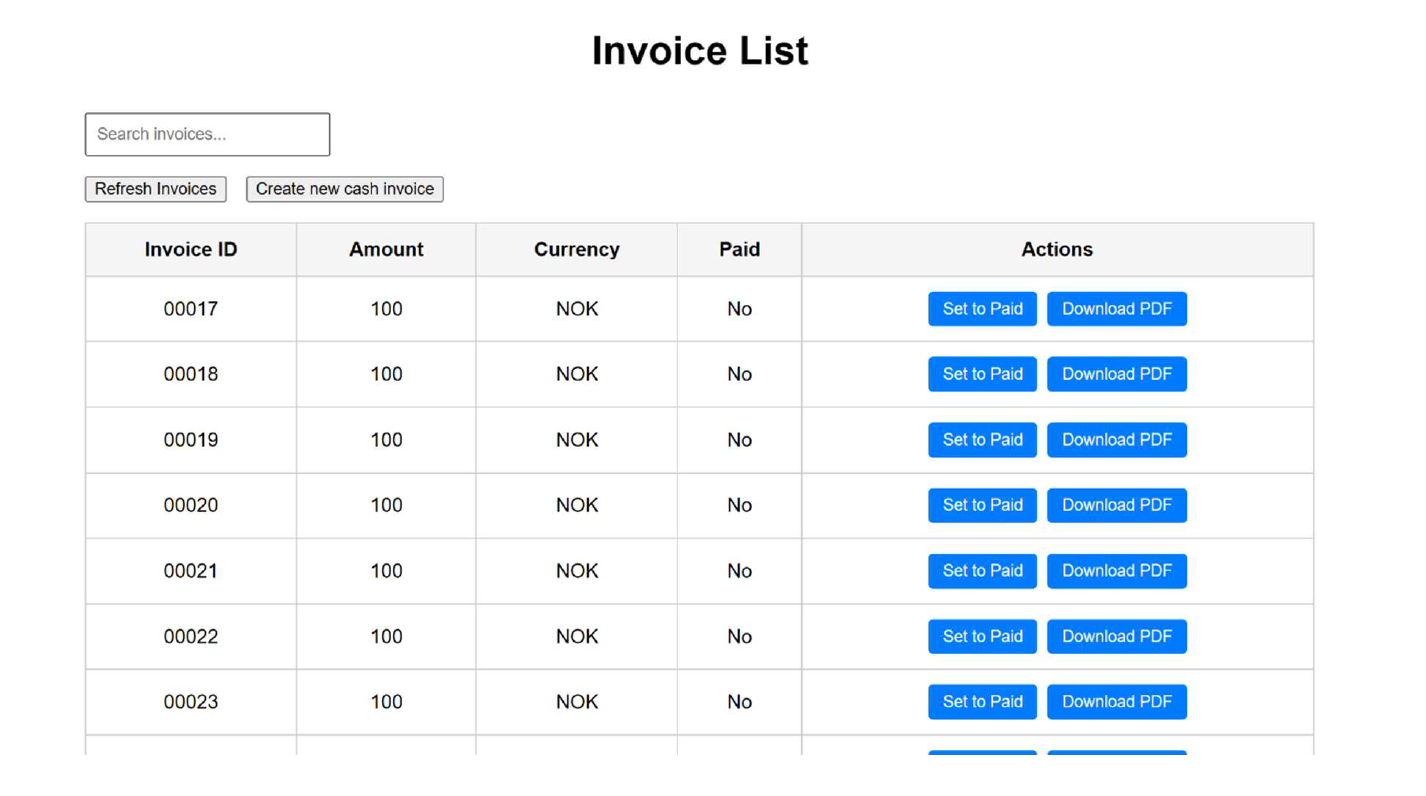 Invoice List
Search invoices...
Refresh Invoices Create new cash invoice
Invoice ID Amount Currency Paid Actions
00017 100 NOK No Set to Paid Download PDF
00018 100 NOK No Set to Paid Download PDF
00019 100 NOK No Set to Paid Download PDF
00020 100 NOK No Set to Paid Download PDF
00021 100 NOK No Set to Paid Download PDF
00022 100 NOK No Set to Paid Download PDF
00023 100 NOK No Set to Paid Download PDF